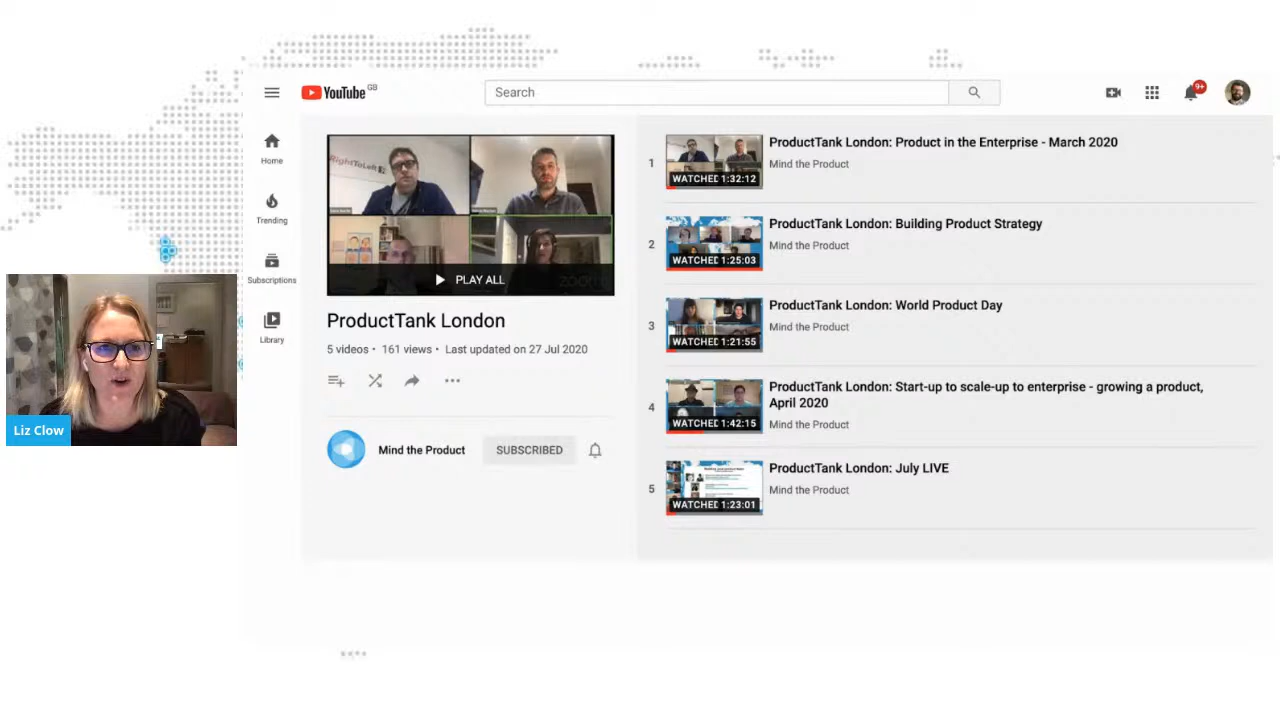 YouTube GB
Search
9+
Home
Trending
Subscriptions
Library
RightToLeft
PLAY ALL
zoom
ProductTank London
5 videos • 161 views • Last updated on 27 Jul 2020
Mind the Product
SUBSCRIBED
1
WATCHED 1:32:12
ProductTank London: Product in the Enterprise - March 2020
Mind the Product
2
WATCHED 1:25:03
ProductTank London: Building Product Strategy
Mind the Product
3
WATCHED 1:21:55
ProductTank London: World Product Day
Mind the Product
4
WATCHED 1:42:15
ProductTank London: Start-up to scale-up to enterprise - growing a product,
April 2020
Mind the Product
5
WATCHED 1:23:01
ProductTank London: July LIVE
Mind the Product
Liz Clow